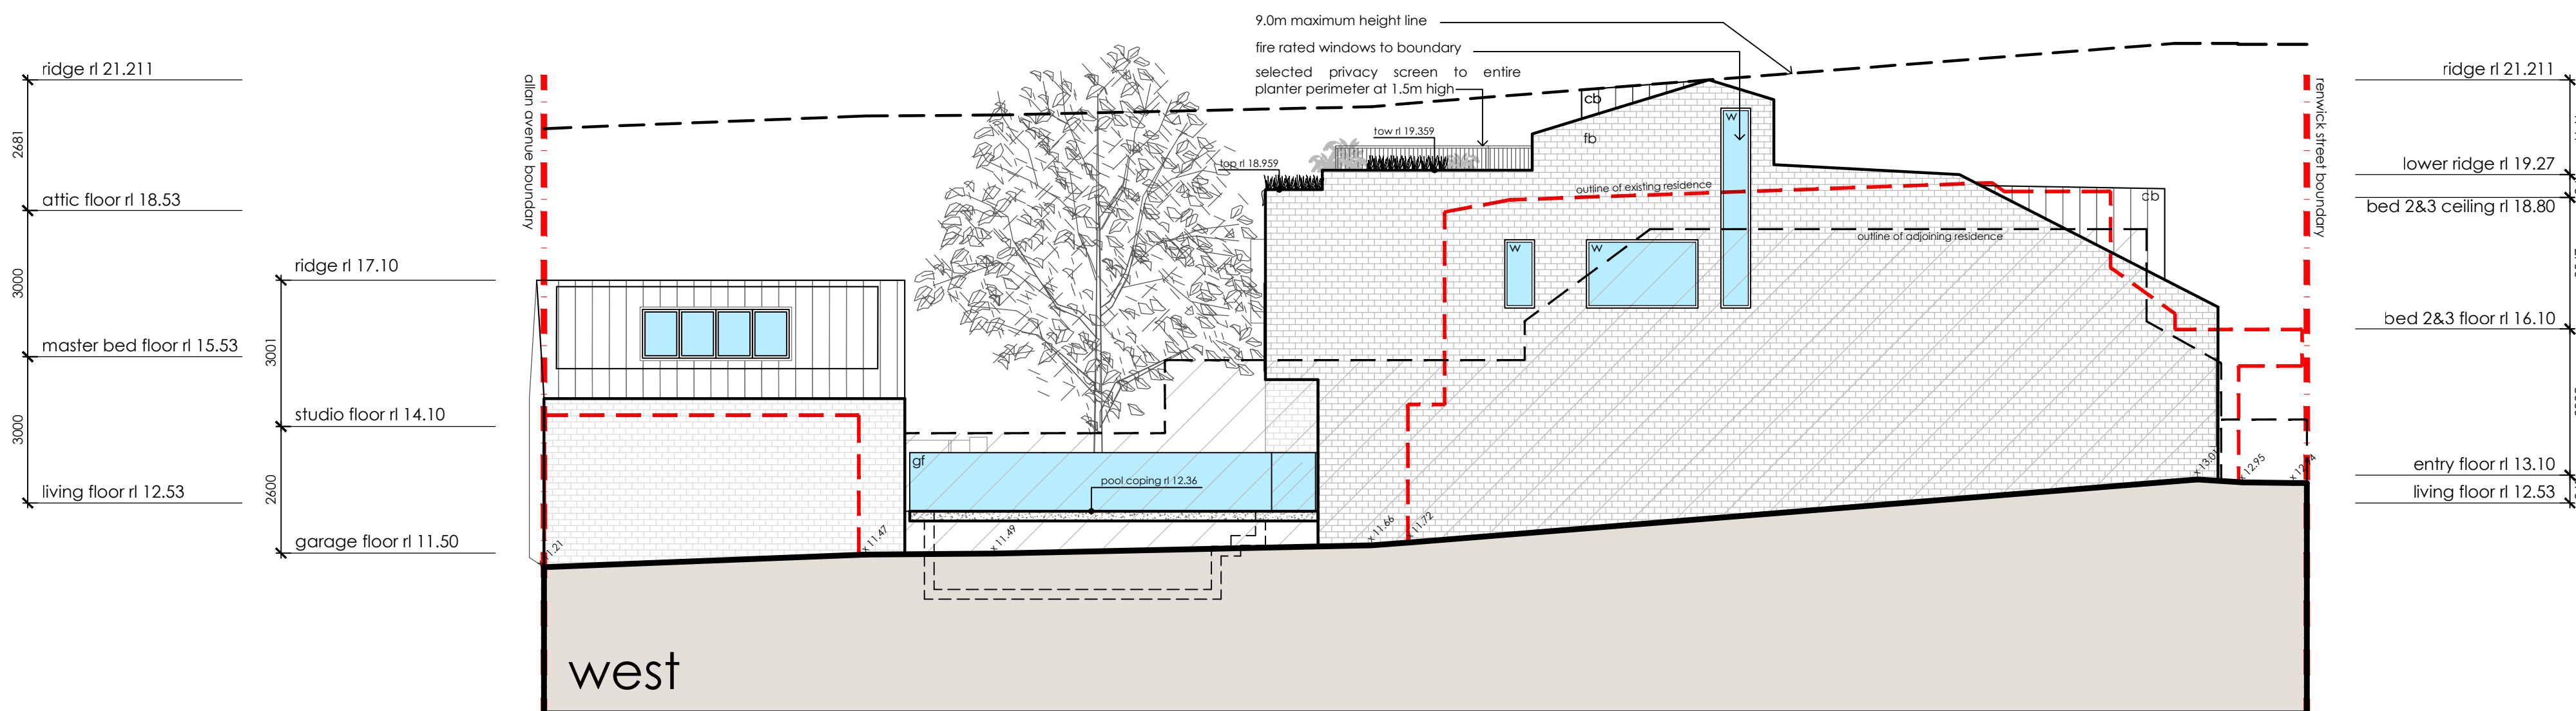 9.0m maximum height line
fire rated windows to boundary
selected privacy screen to entire
planter perimeter at 1.5m high
ridge rl 21.211
2681
attic floor rl 18.53
3000
master bed floor rl 15.53
3000
living floor rl 12.53
ridge rl 17.10
3001
studio floor rl 14.10
2600
garage floor rl 11.50
allan avenue boundary
top rl 18.959
tow rl 19.359
cb
fb
w
w
w
outline of existing residence
outline of adjoining residence
cb
gf
pool coping rl 12.36
x 11.47
x 11.49
x 11.66
x 11.72
x 13.01
x 12.95
renwick street boundary
ridge rl 21.211
lower ridge rl 19.27
bed 2&3 ceiling rl 18.80
bed 2&3 floor rl 16.10
entry floor rl 13.10
living floor rl 12.53
west